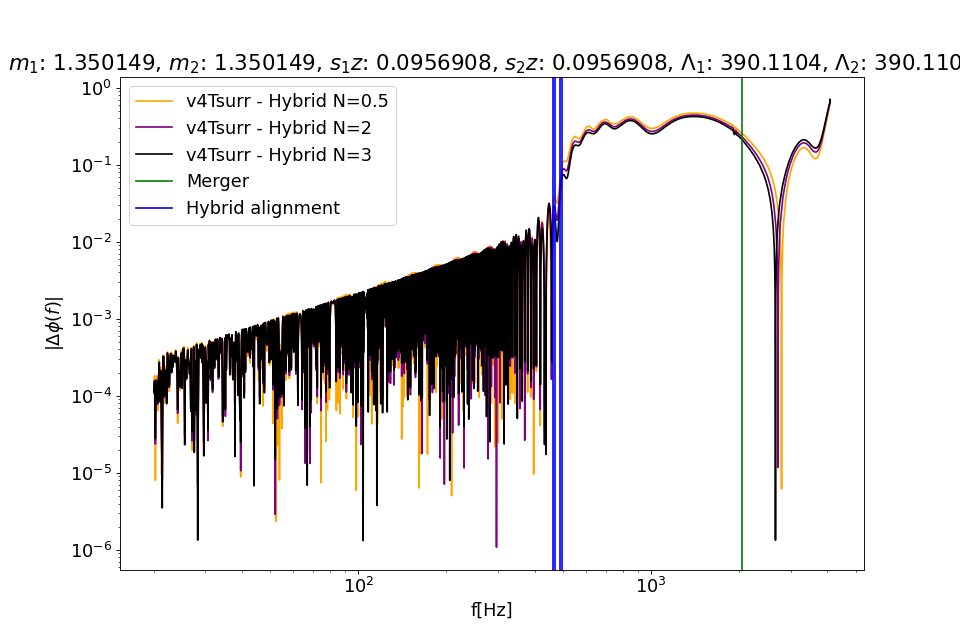 m₁: 1.350149, m₂: 1.350149, s₁z: 0.0956908, s₂z: 0.0956908, Λ₁: 390.1104, Λ₂: 390.110
v4Tsurr - Hybrid N=0.5
v4Tsurr - Hybrid N=2
v4Tsurr - Hybrid N=3
Merger
Hybrid alignment
10⁰
10⁻¹
10⁻²
10⁻³
10⁻⁴
10⁻⁵
10⁻⁶
|Δϕ(f)|
10² 10³
f[Hz]